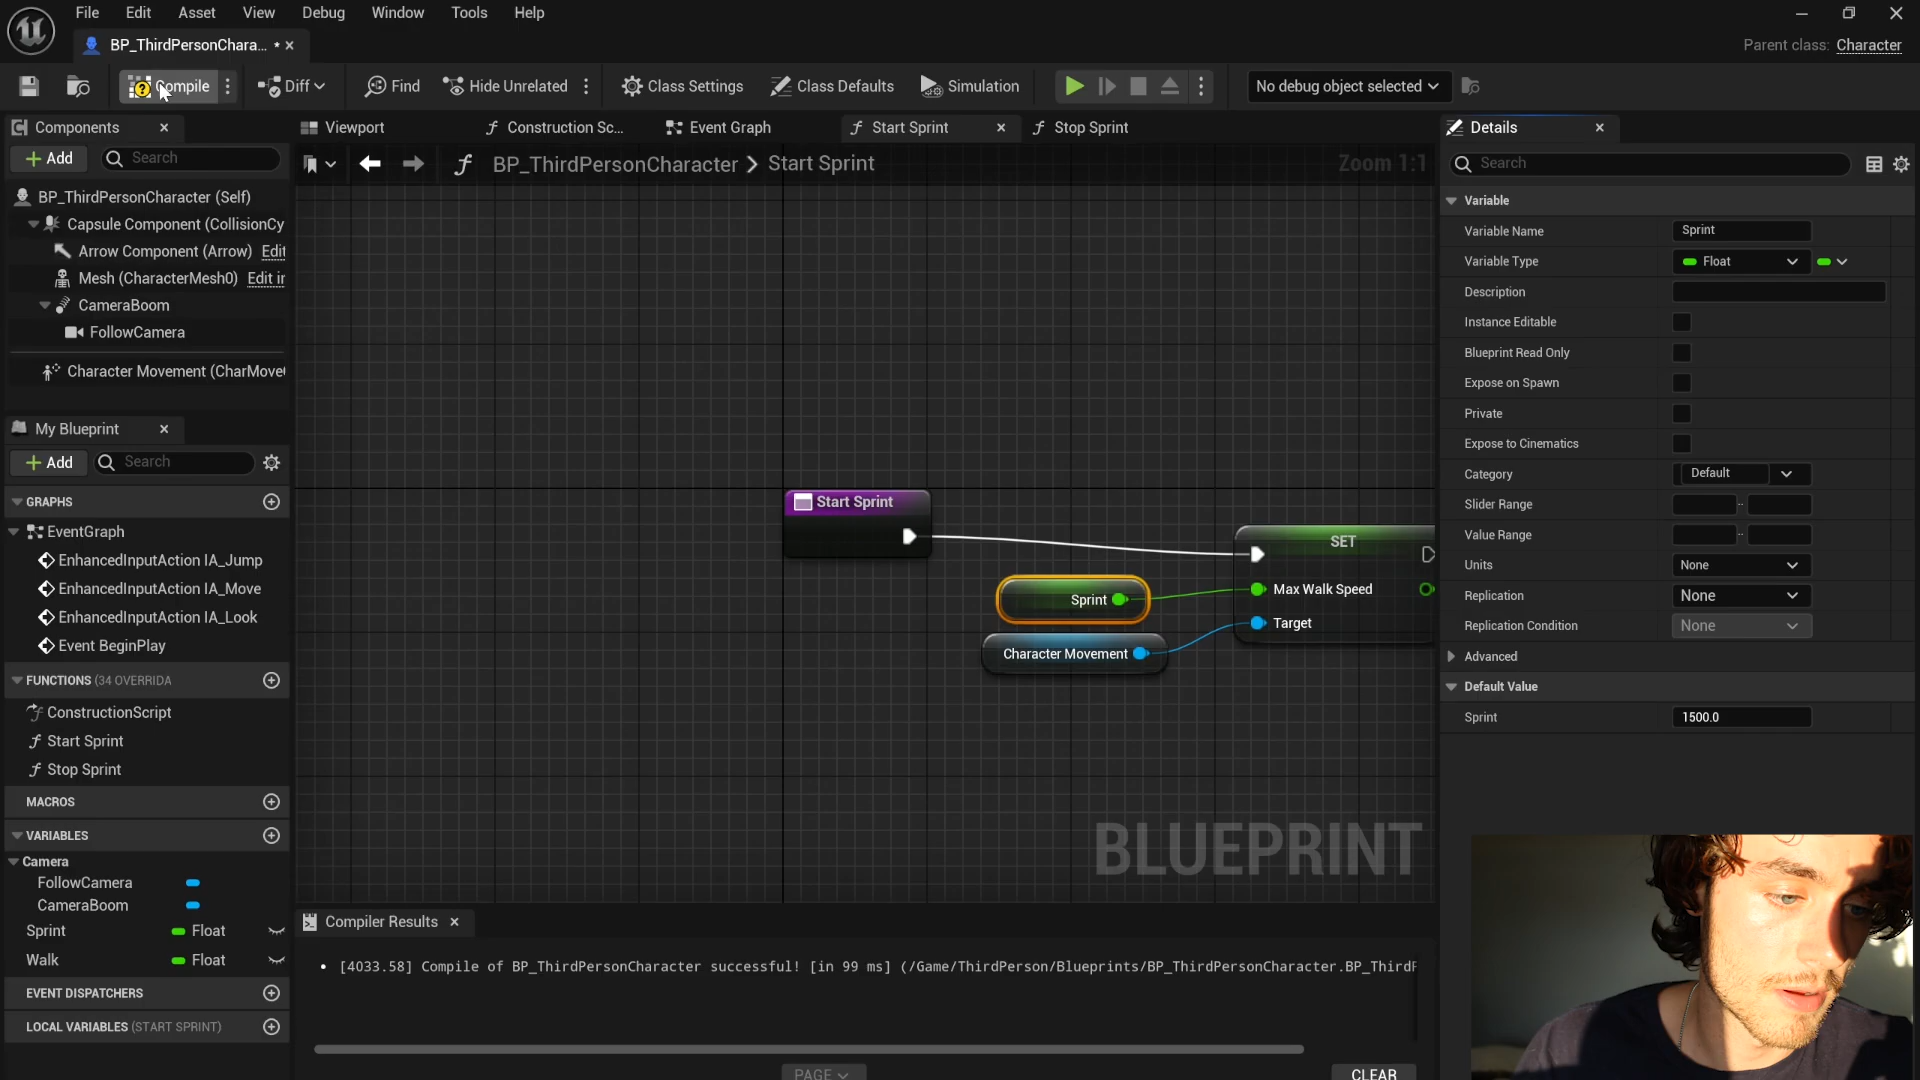 File Edit Asset View Debug Window Tools Help
BP_ThirdPersonChara... •
Parent class: Character
Compile
Diff
Find
Hide Unrelated
Class Settings
Class Defaults
Simulation
No debug object selected
Components
Viewport
Construction Sc...
Event Graph
Start Sprint
Stop Sprint
Details
+ Add
Search
BP_ThirdPersonCharacter > Start Sprint
Zoom 1:1
Search
BP_ThirdPersonCharacter (Self)
Capsule Component (CollisionCy
Arrow Component (Arrow) Edit
Mesh (CharacterMesh0) Edit in
CameraBoom
FollowCamera
Character Movement (CharMove
My Blueprint
+ Add
Search
GRAPHS
EventGraph
EnhancedInputAction IA_Jump
EnhancedInputAction IA_Move
EnhancedInputAction IA_Look
Event BeginPlay
FUNCTIONS (34 OVERRIDA
ConstructionScript
Start Sprint
Stop Sprint
MACROS
VARIABLES
Camera
FollowCamera
CameraBoom
Sprint Float
Walk Float
EVENT DISPATCHERS
LOCAL VARIABLES (START SPRINT)
Start Sprint
SET
Sprint
Max Walk Speed
Target
Character Movement
BLUEPRINT
Compiler Results
• [4033.58] Compile of BP_ThirdPersonCharacter successful! [in 99 ms] (/Game/ThirdPerson/Blueprints/BP_ThirdPersonCharacter.BP_ThirdP
PAGE
CLEAR
Variable
Variable Name Sprint
Variable Type Float
Description
Instance Editable
Blueprint Read Only
Expose on Spawn
Private
Expose to Cinematics
Category Default
Slider Range
Value Range
Units None
Replication None
Replication Condition None
Advanced
Default Value
Sprint 1500.0